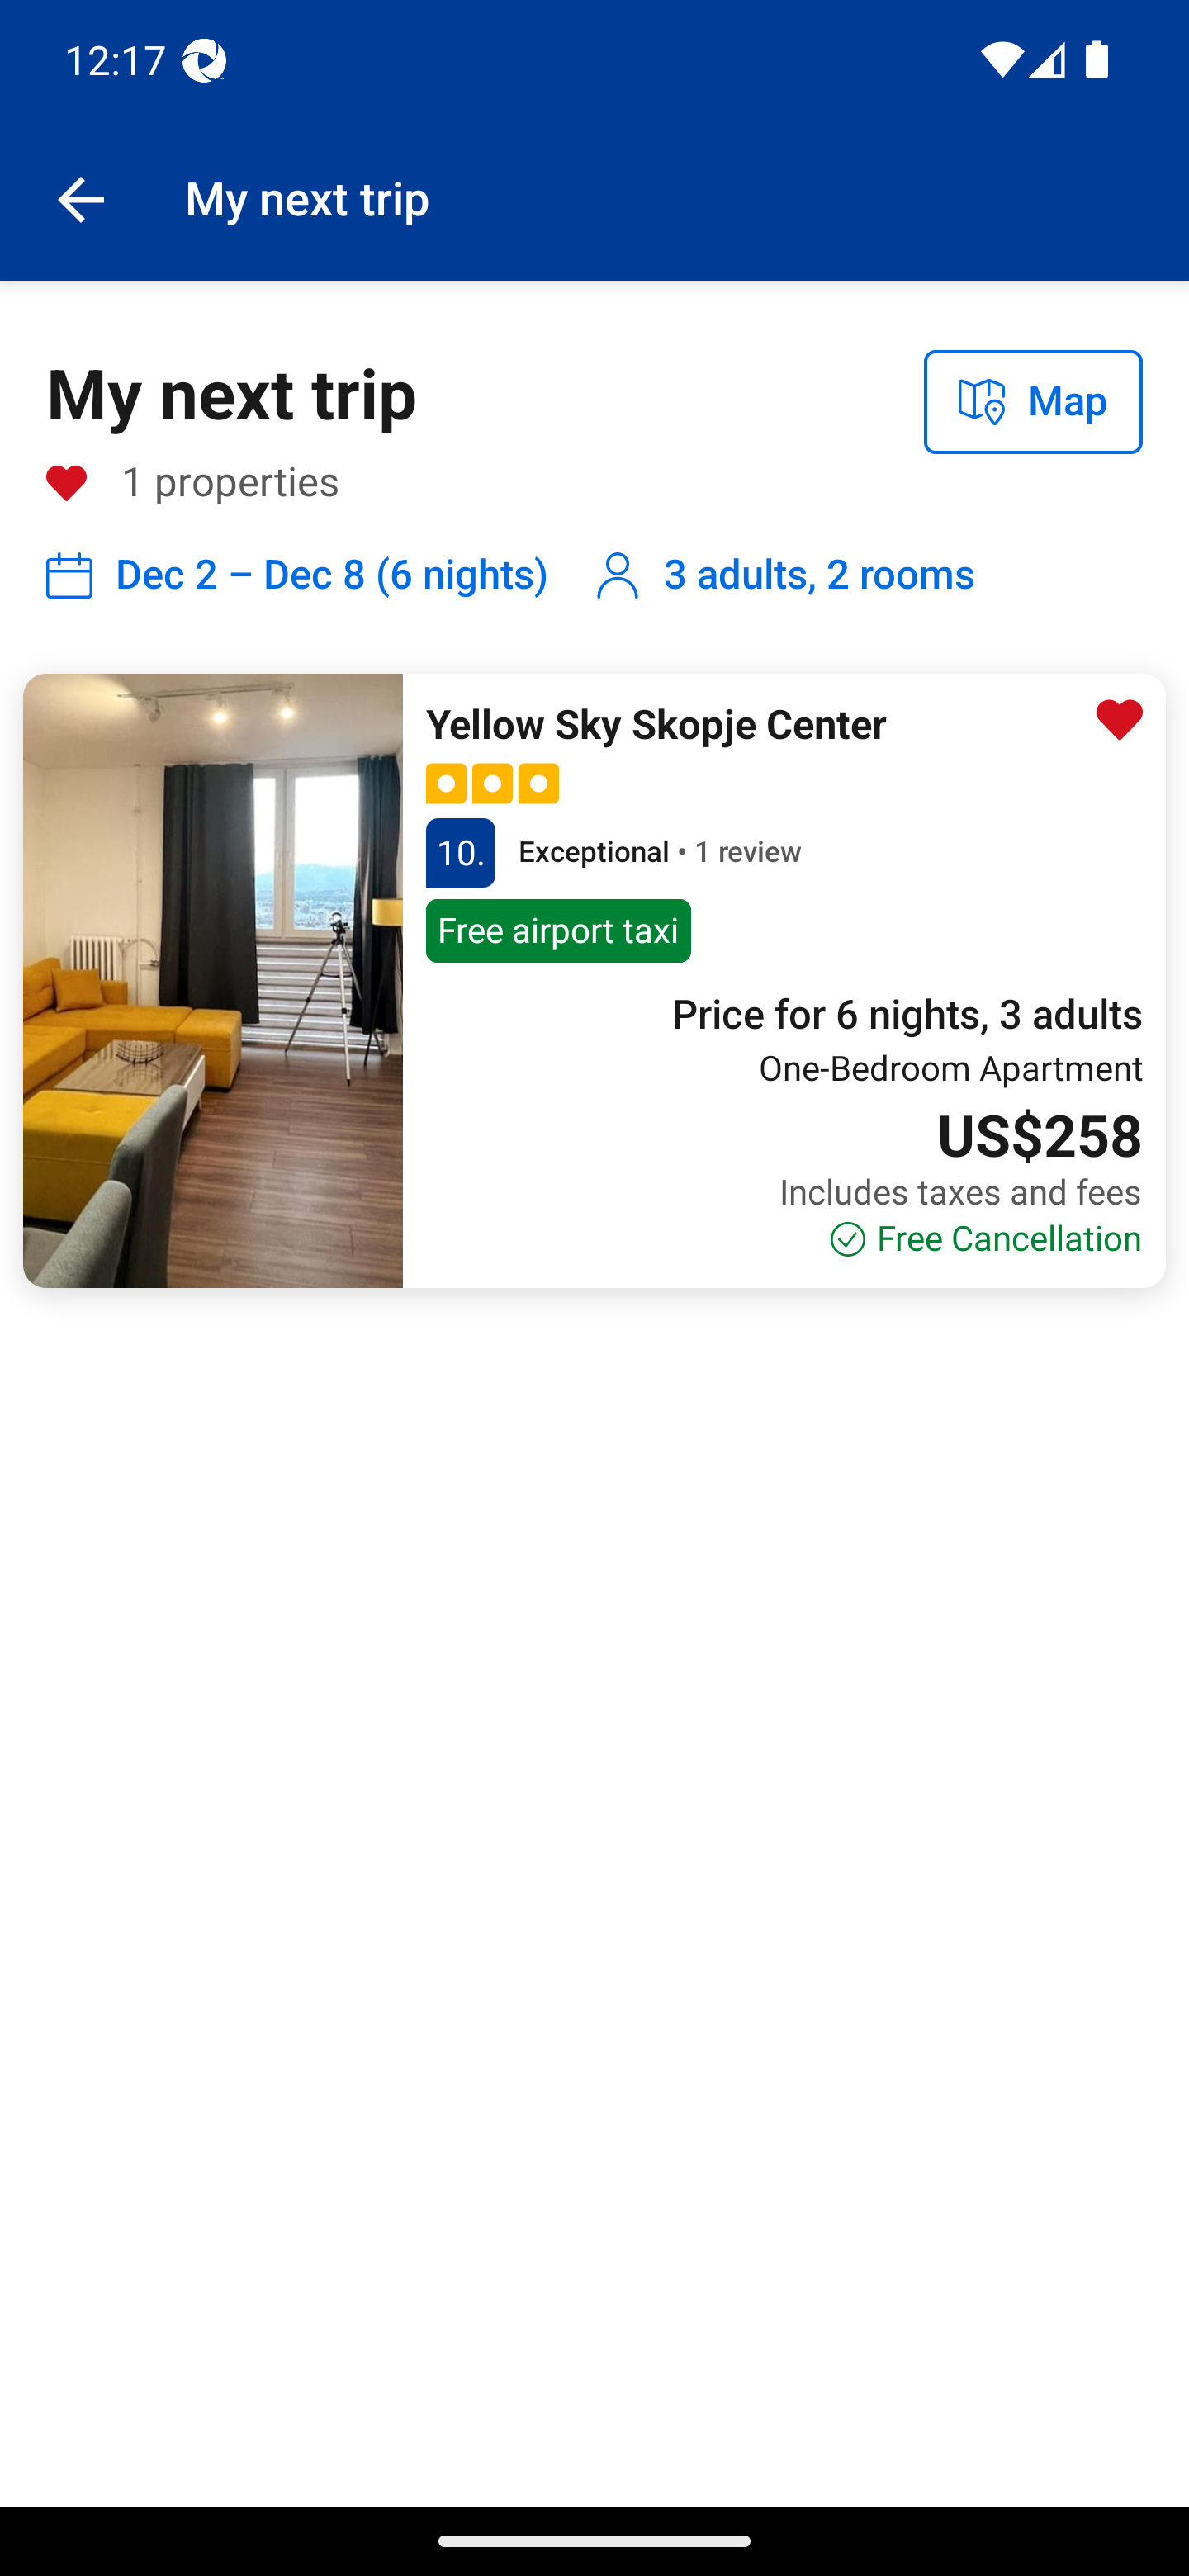 12:17
My next trip
My next trip
Map
1 properties
Dec 2 – Dec 8 (6 nights)
3 adults, 2 rooms
Yellow Sky Skopje Center
10.
Exceptional • 1 review
Free airport taxi
Price for 6 nights, 3 adults
One-Bedroom Apartment
US$258
Includes taxes and fees
Free Cancellation